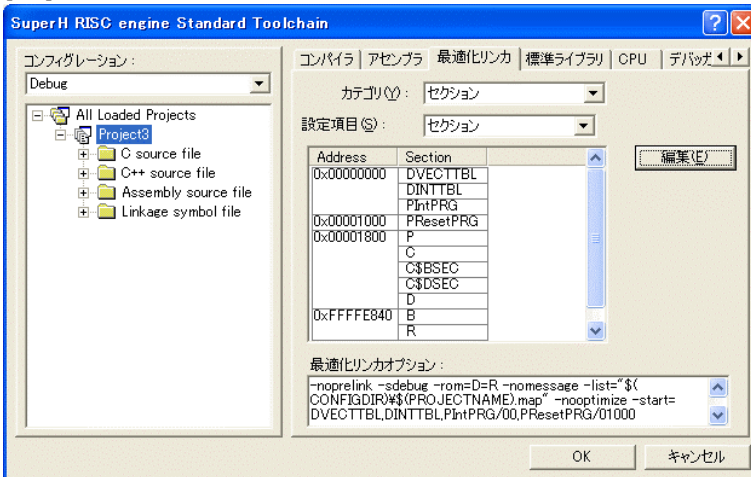 SuperH RISC engine Standard Toolchain
コンフィグレーション :
Debug
All Loaded Projects
Project3
C source file
C++ source file
Assembly source file
Linkage symbol file
コンパイラ アセンブラ 最適化リンカ 標準ライブラリ CPU デバッガ
カテゴリ(Y) : セクション
設定項目(S) : セクション
Address Section
0x00000000 DVECTTBL
DINTTBL
PIntPRG
0x00001000 PResetPRG
0x00001800 P
C
C$BSEC
C$DSEC
D
0xFFFFE840 B
R
編集(E)
最適化リンカオプション :
-noprelink -sdebug -rom=D=R -nomessage -list="$(
CONFIGDIR)¥$(PROJECTNAME).map" -nooptimize -start=
DVECTTBL,DINTTBL,PIntPRG/00,PResetPRG/01000
OK キャンセル